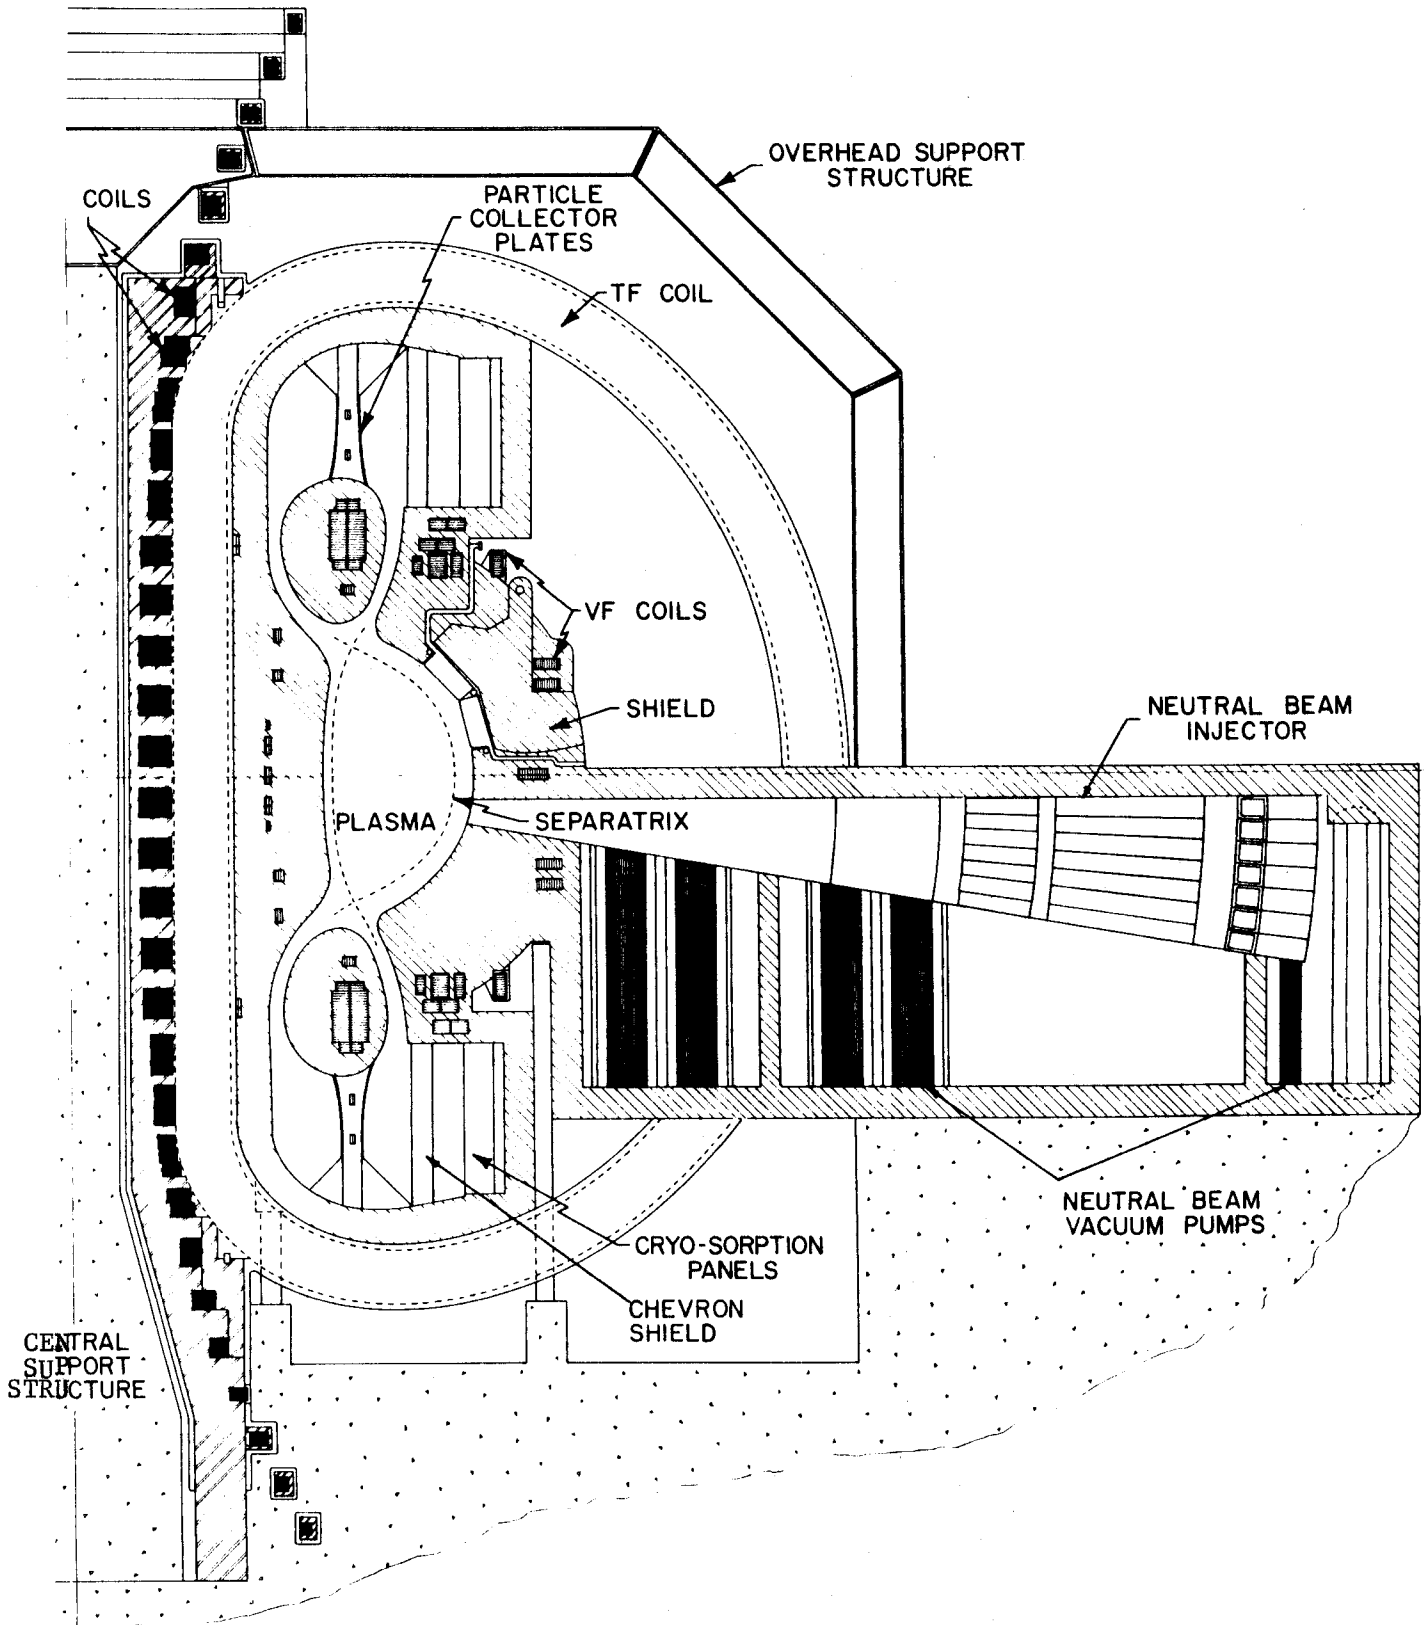 OVERHEAD SUPPORT
STRUCTURE
COILS
PARTICLE
COLLECTOR
PLATES
TF COIL
VF COILS
SHIELD
NEUTRAL BEAM
INJECTOR
PLASMA
SEPARATRIX
NEUTRAL BEAM
VACUUM PUMPS
CRYO-SORPTION
PANELS
CHEVRON
SHIELD
CENTRAL
SUPPORT
STRUCTURE